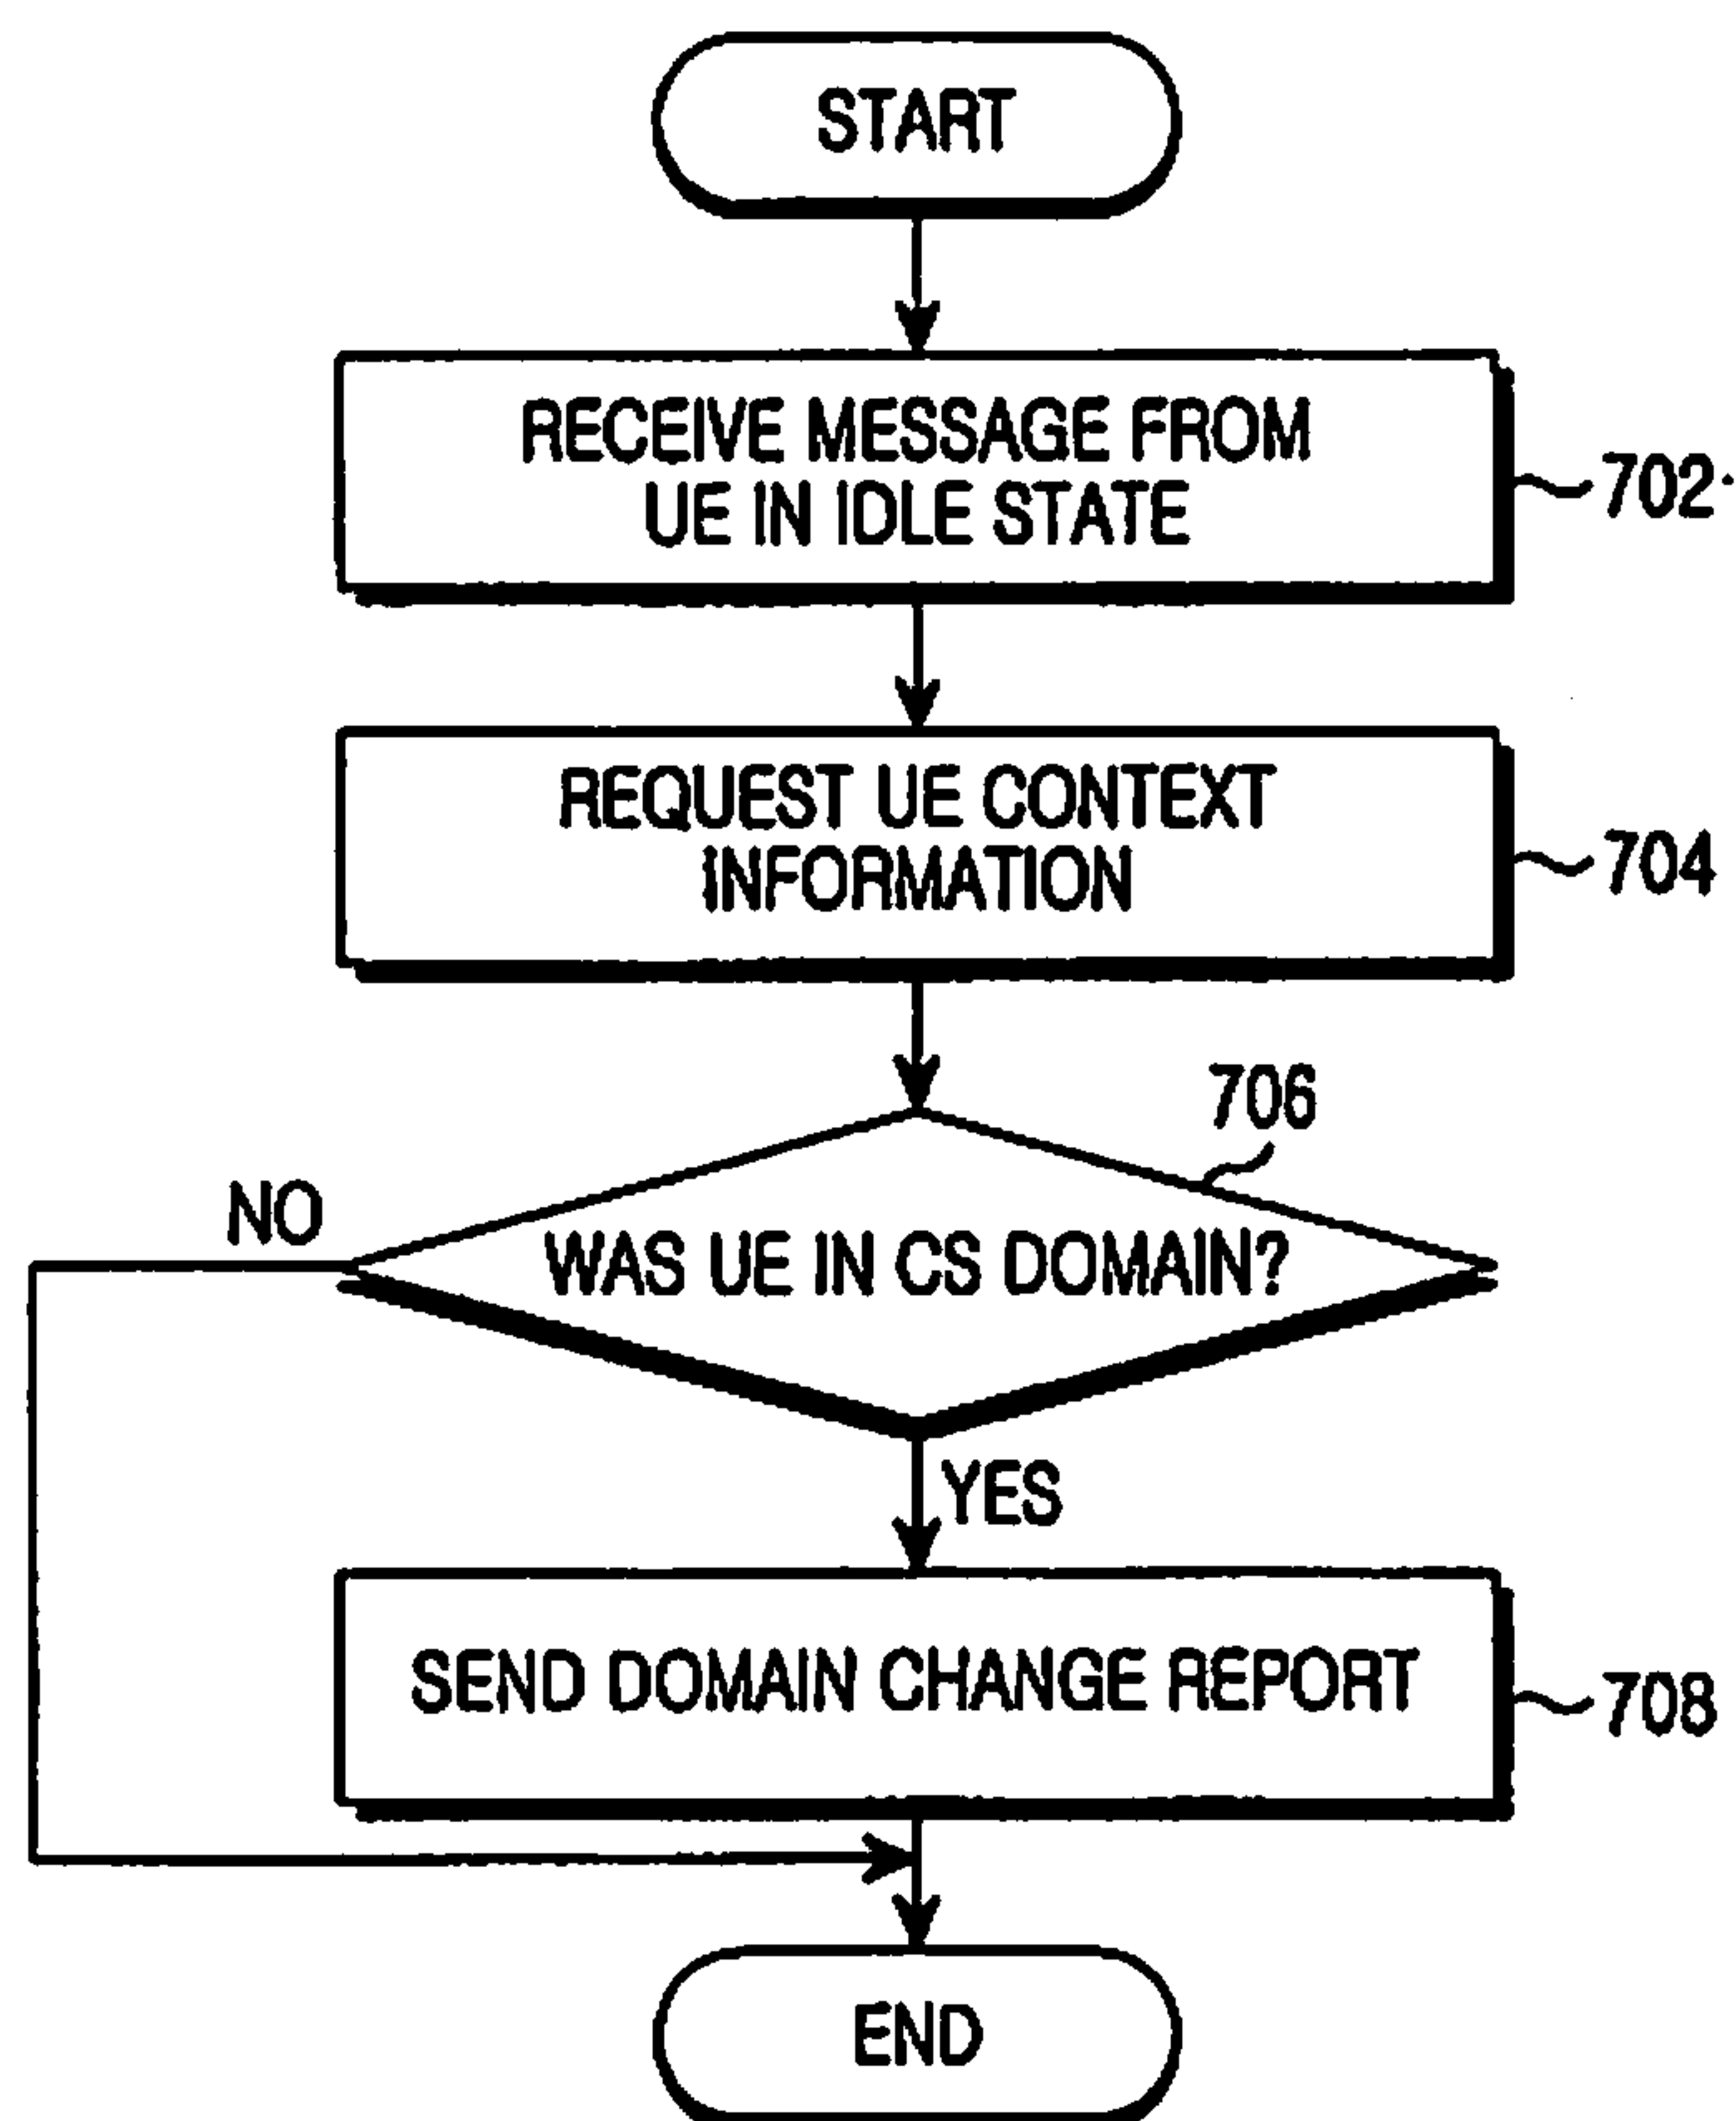 START
RECEIVE MESSAGE FROM
UE IN IDLE STATE
702
REQUEST UE CONTEXT
INFORMATION
704
706
NO
WAS UE IN CS DOMAIN?
YES
SEND DOMAIN CHANGE REPORT
708
END